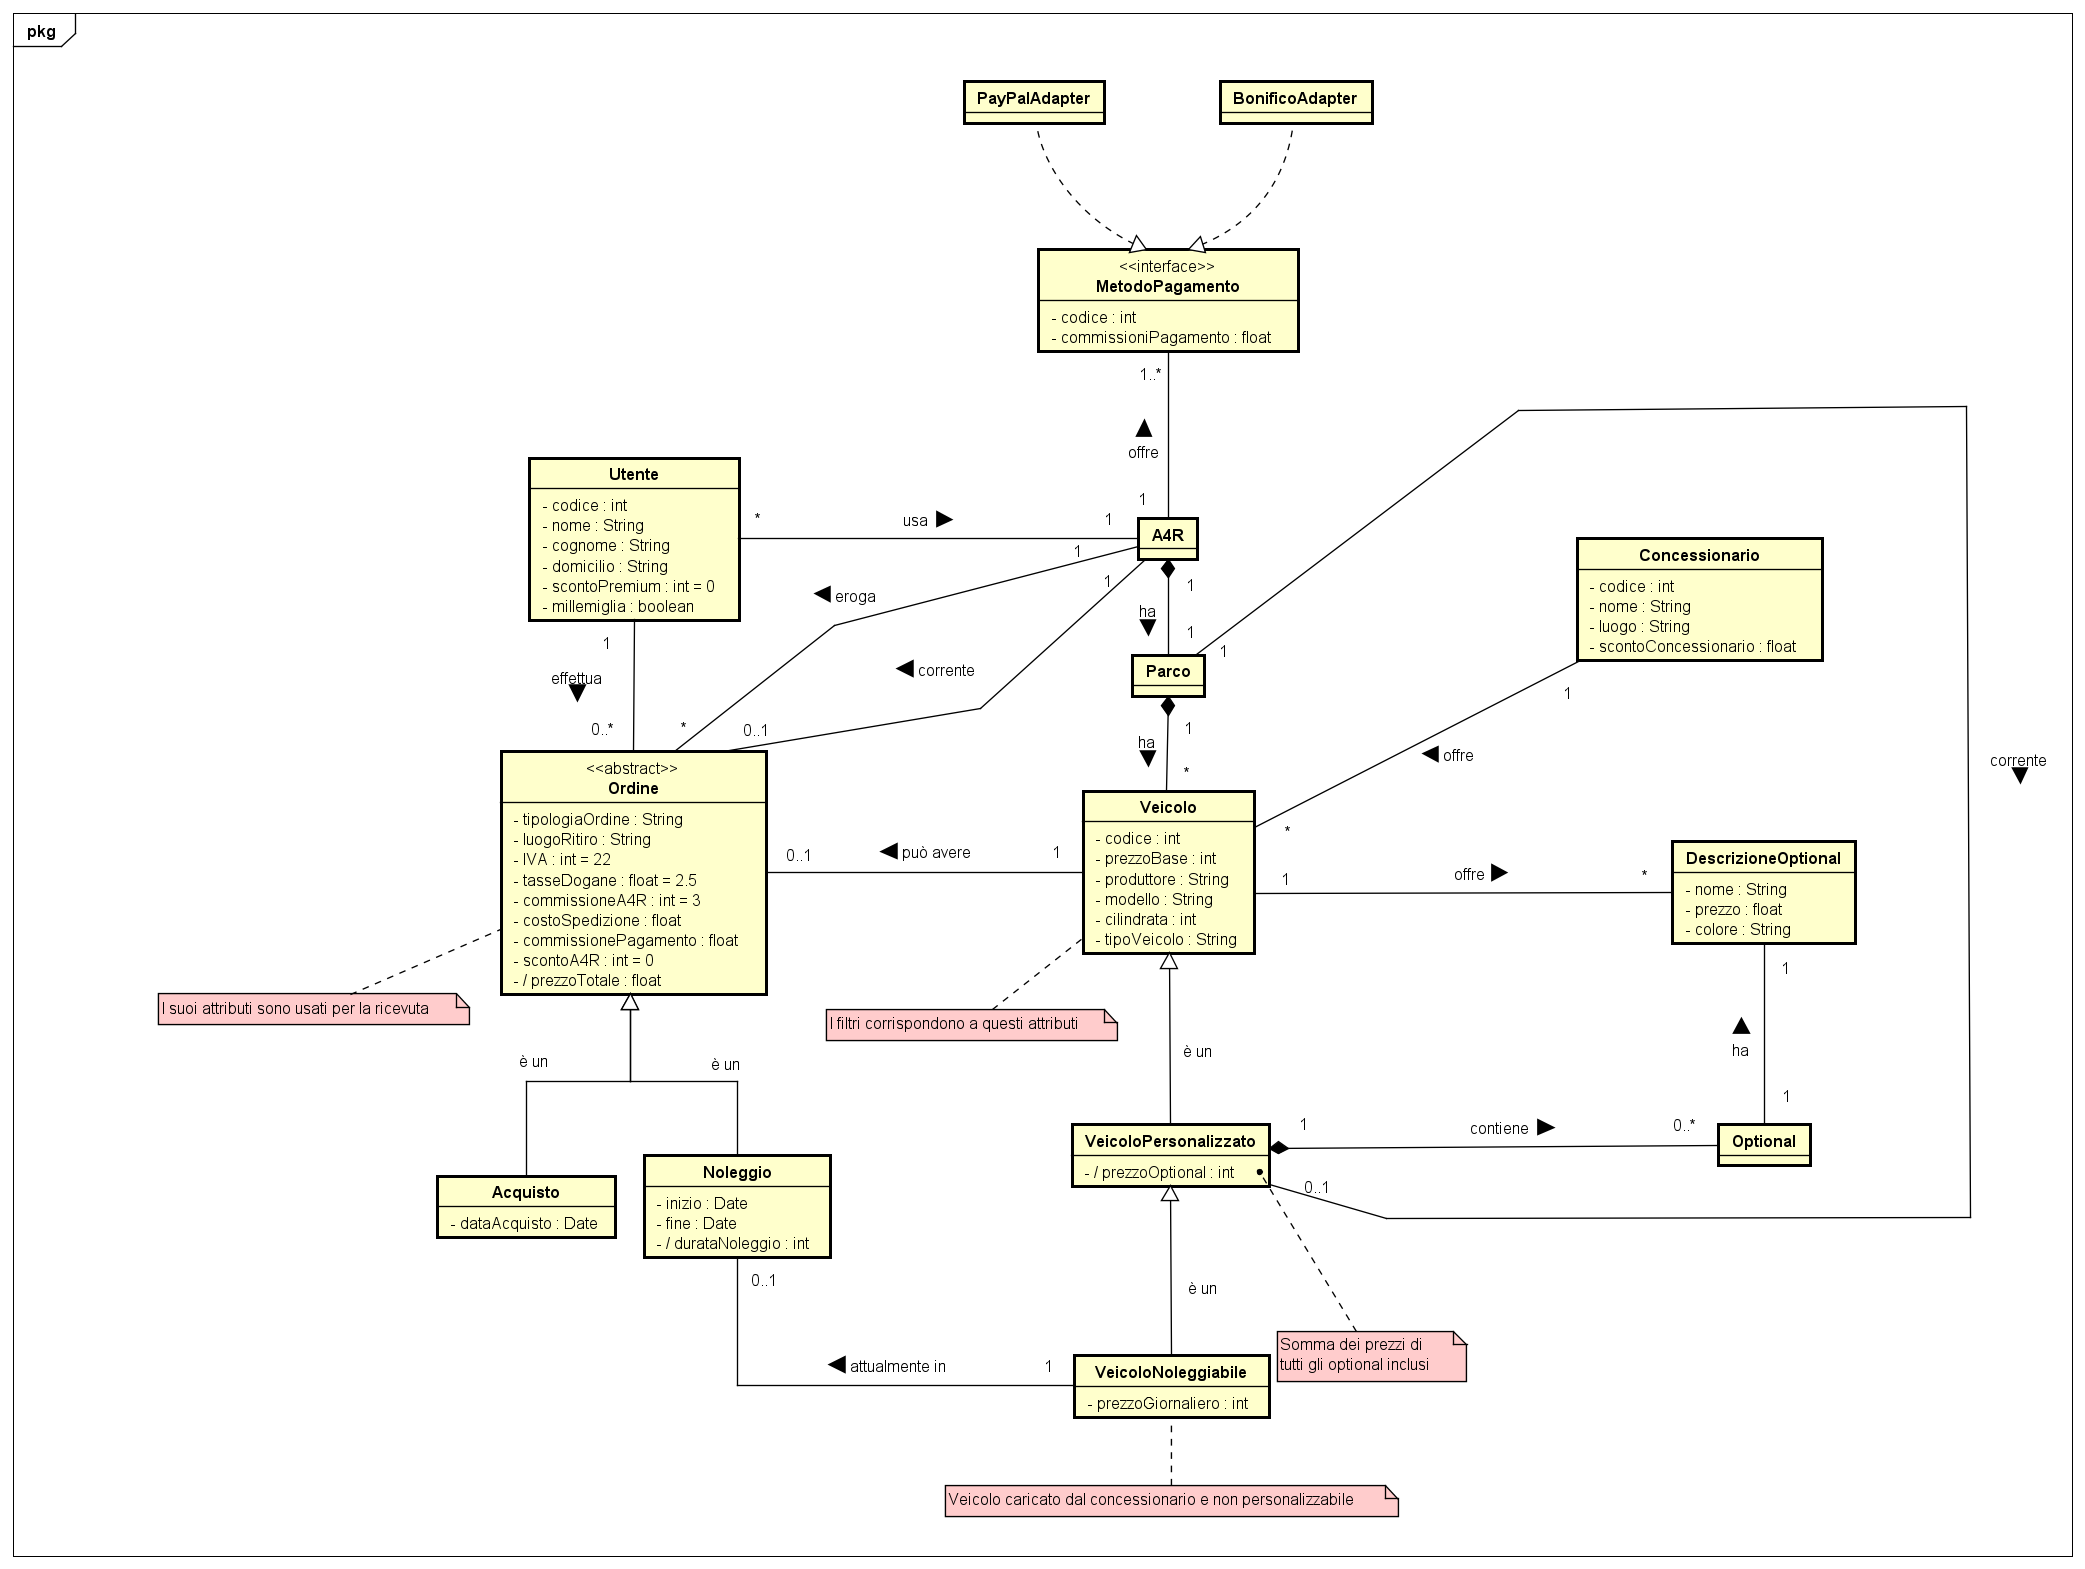 pkg
PayPalAdapter
BonificoAdapter
<<interface>>
MetodoPagamento
- codice : int
- commissioniPagamento : float
1..*
offre
1
Utente
- codice : int
- nome : String
- cognome : String
- domicilio : String
- scontoPremium : int = 0
- millemiglia : boolean
*
usa
1
A4R
1
eroga
1
1
ha
1
Parco
1
Concessionario
- codice : int
- nome : String
- luogo : String
- scontoConcessionario : float
1
offre
*
1
effettua
0..*
*
corrente
0..1
1
ha
*
corrente
<<abstract>>
Ordine
- tipologiaOrdine : String
- luogoRitiro : String
- IVA : int = 22
- tasseDogane : float = 2.5
- commissioneA4R : int = 3
- costoSpedizione : float
- commissionePagamento : float
- scontoA4R : int = 0
- / prezzoTotale : float
0..1
può avere
1
Veicolo
- codice : int
- prezzoBase : int
- produttore : String
- modello : String
- cilindrata : int
- tipoVeicolo : String
1
offre
*
DescrizioneOptional
- nome : String
- prezzo : float
- colore : String
1
ha
1
I suoi attributi sono usati per la ricevuta
I filtri corrispondono a questi attributi
è un
è un
è un
VeicoloPersonalizzato
- / prezzoOptional : int
1
contiene
0..*
Optional
0..1
Acquisto
- dataAcquisto : Date
Noleggio
- inizio : Date
- fine : Date
- / durataNoleggio : int
0..1
è un
Somma dei prezzi di
tutti gli optional inclusi
attualmente in
1
VeicoloNoleggiabile
- prezzoGiornaliero : int
Veicolo caricato dal concessionario e non personalizzabile